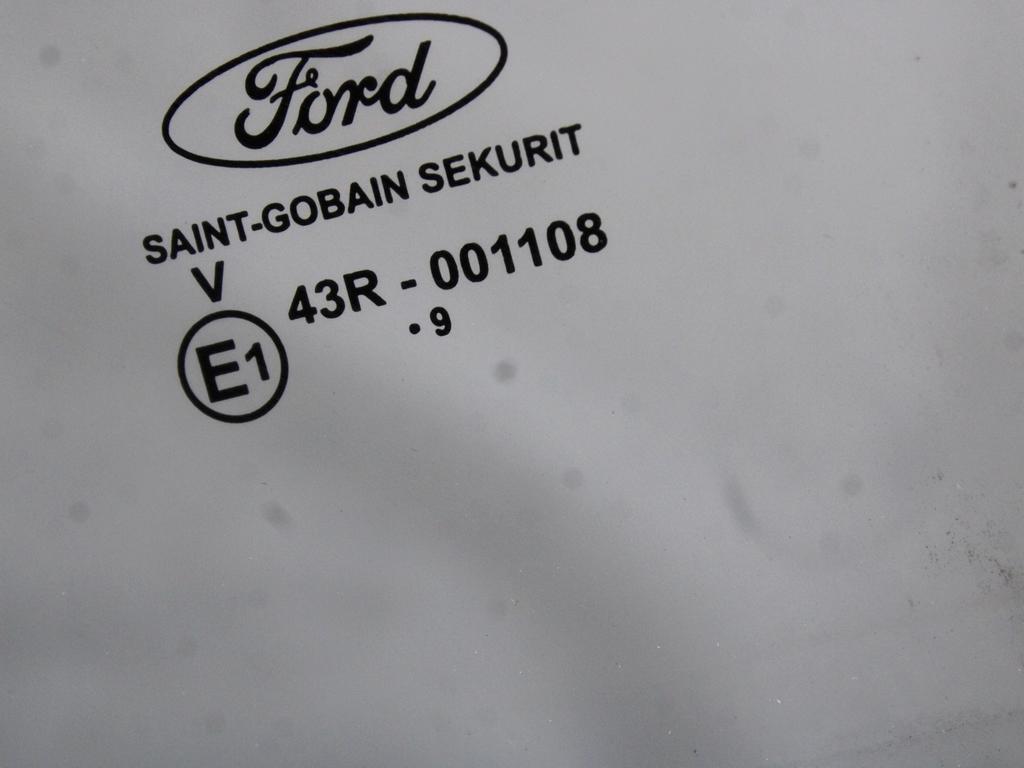 Ford
SAINT-GOBAIN SEKURIT
V
43R - 001108
. 9
E1